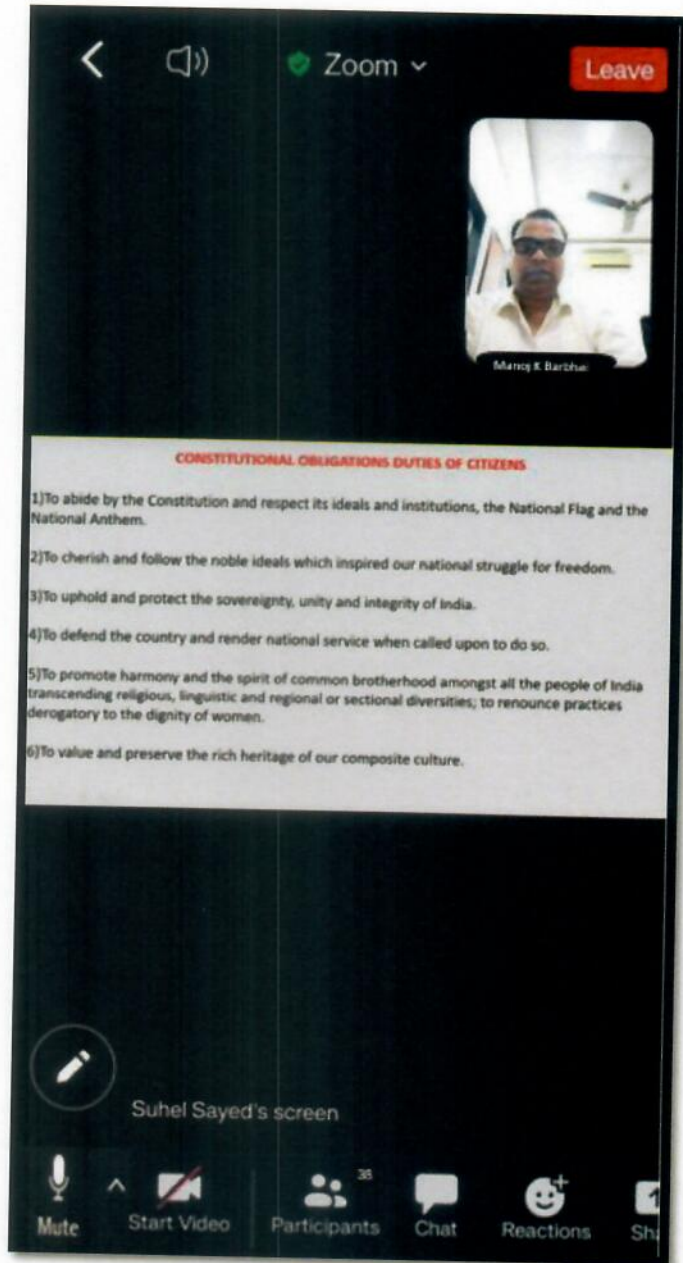 Zoom
Leave
Manoj K Barbhai
CONSTITUTIONAL OBLIGATIONS DUTIES OF CITIZENS
1)To abide by the Constitution and respect its ideals and institutions, the National Flag and the
National Anthem.
2)To cherish and follow the noble ideals which inspired our national struggle for freedom.
3)To uphold and protect the sovereignty, unity and integrity of India.
4)To defend the country and render national service when called upon to do so.
5)To promote harmony and the spirit of common brotherhood amongst all the people of India
transcending religious, linguistic and regional or sectional diversities; to renounce practices
derogatory to the dignity of women.
6)To value and preserve the rich heritage of our composite culture.
Suhel Sayed's screen
Mute
Start Video
Participants
Chat
Reactions
Sha